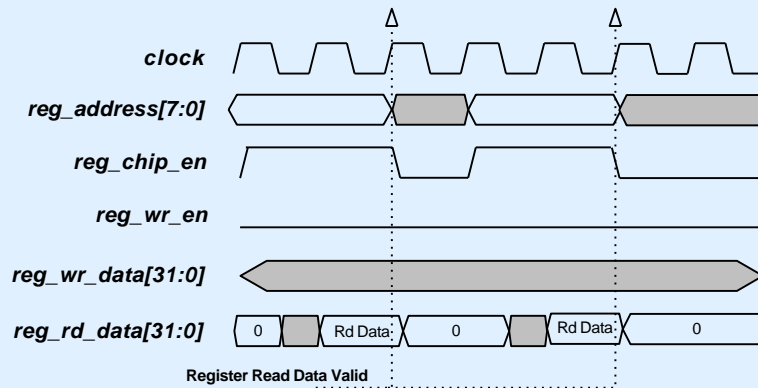 clock
reg_address[7:0]
reg_chip_en
reg_wr_en
reg_wr_data[31:0]
reg_rd_data[31:0] 0 Rd Data 0 Rd Data 0
Register Read Data Valid